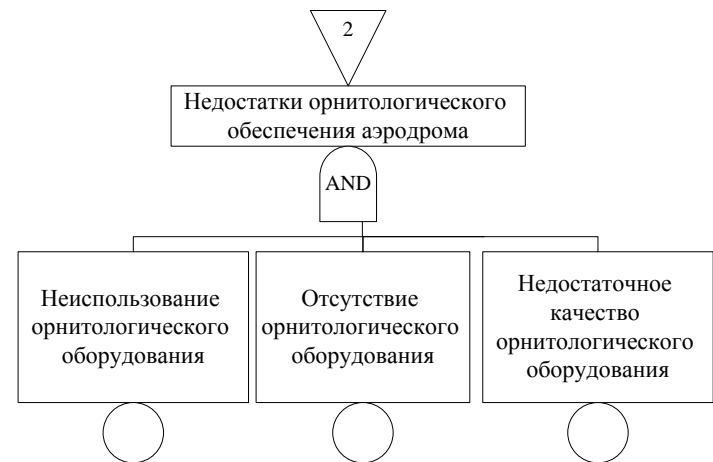 2
Недостатки орнитологического
обеспечения аэродрома
AND
Неиспользование
орнитологического
оборудования
Отсутствие
орнитологического
оборудования
Недостаточное
качество
орнитологического
оборудования